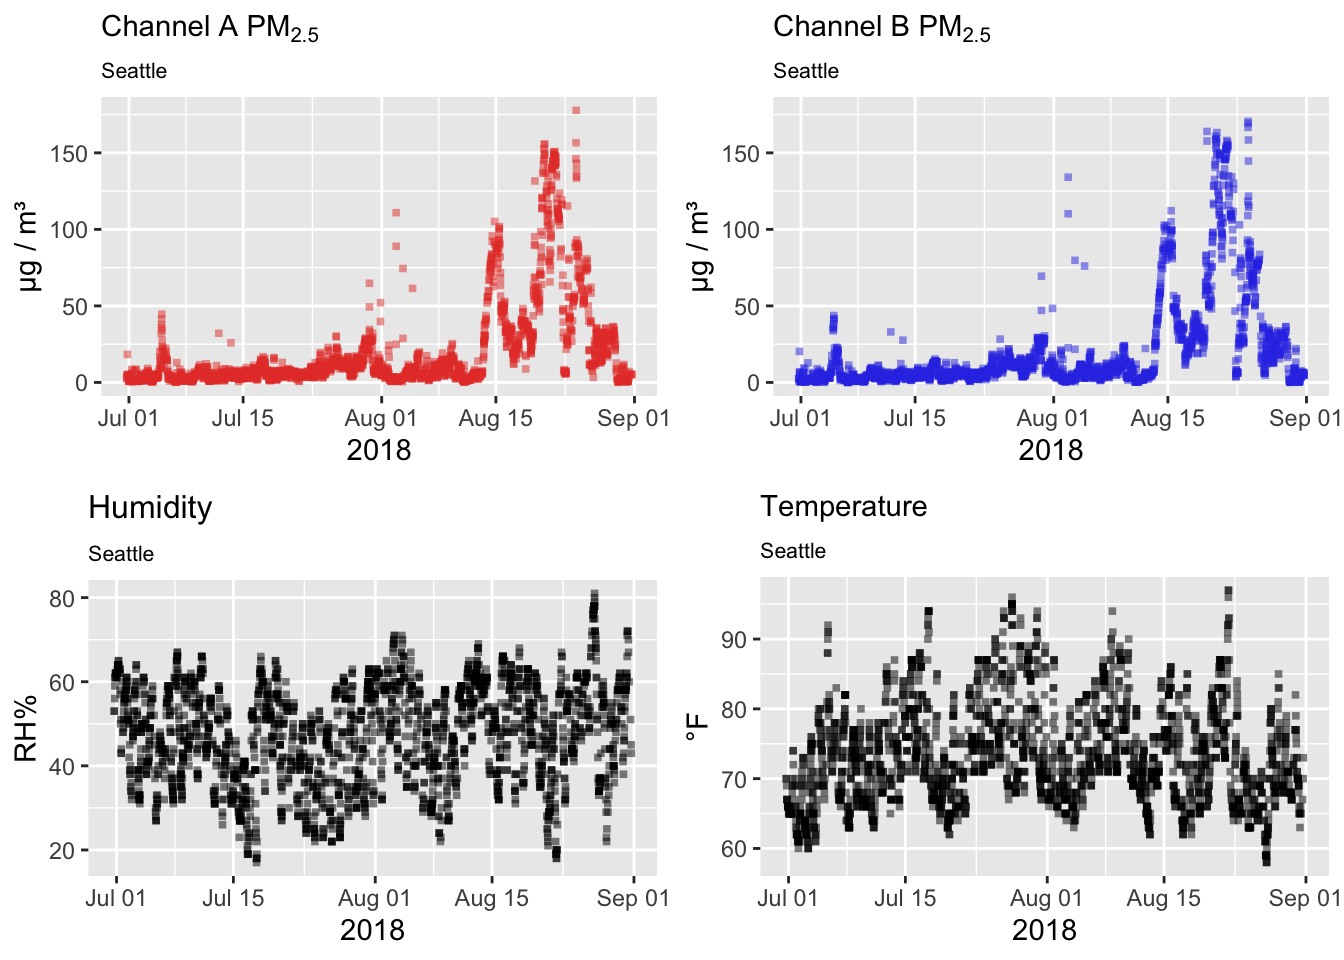 Channel A PM2.5
Seattle
µg / m³
150
100
50
0
Jul 01 Jul 15 Aug 01 Aug 15 Sep 01
2018
Channel B PM2.5
Seattle
µg / m³
150
100
50
0
Jul 01 Jul 15 Aug 01 Aug 15 Sep 01
2018
Humidity
Seattle
RH%
80
60
40
20
Jul 01 Jul 15 Aug 01 Aug 15 Sep 01
2018
Temperature
Seattle
°F
90
80
70
60
Jul 01 Jul 15 Aug 01 Aug 15 Sep 01
2018